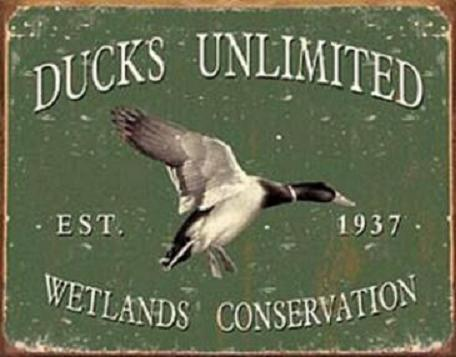 DUCKS UNLIMITED
EST. 1937
WETLANDS CONSERVATION